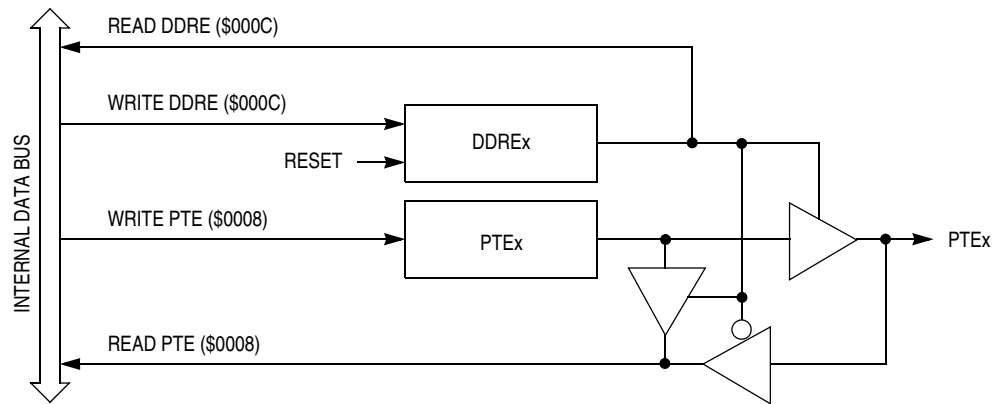 READ DDRE ($000C)
WRITE DDRE ($000C)
DDREx
RESET
INTERNAL DATA BUS
WRITE PTE ($0008)
PTEx
PTEx
READ PTE ($0008)